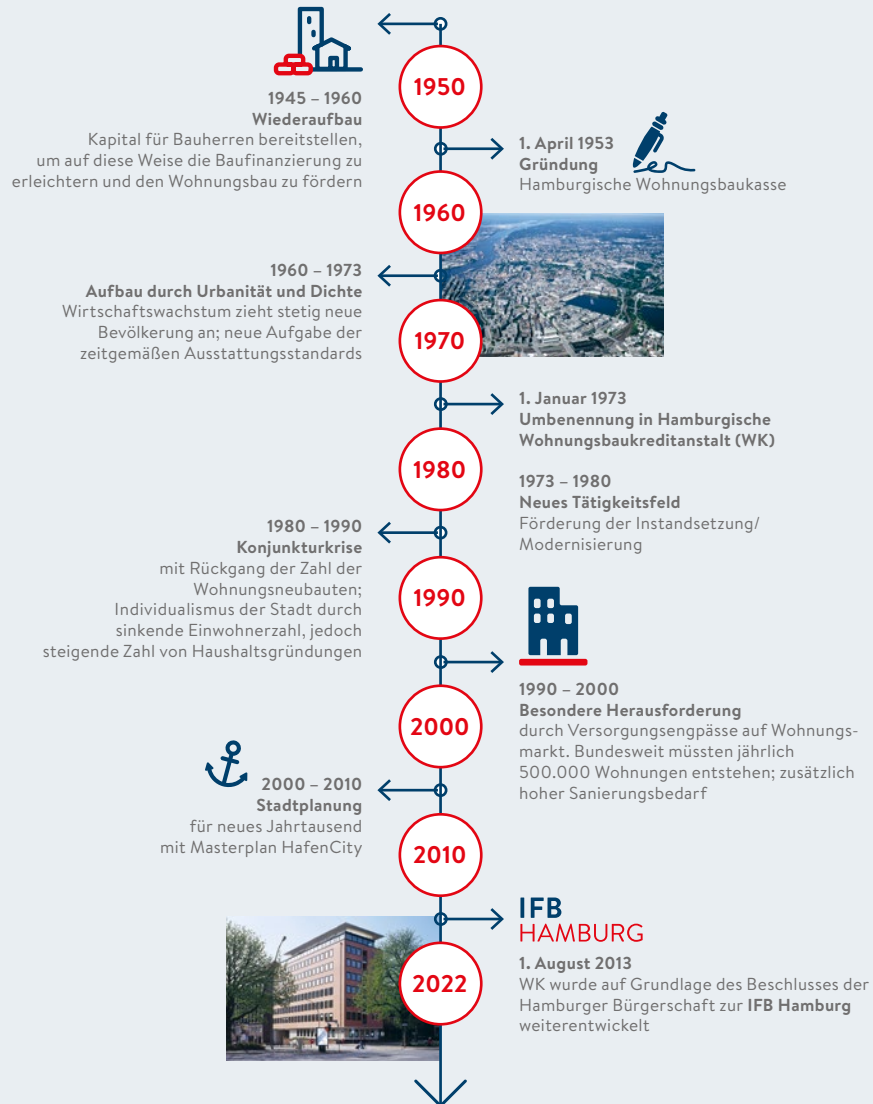 1950
1945 – 1960
Wiederaufbau
Kapital für Bauherren bereitstellen,
um auf diese Weise die Baufinanzierung zu
erleichtern und den Wohnungsbau zu fördern
1. April 1953
Gründung
Hamburgische Wohnungsbaukasse
1960
1960 – 1973
Aufbau durch Urbanität und Dichte
Wirtschaftswachstum zieht stetig neue
Bevölkerung an; neue Aufgabe der
zeitgemäßen Ausstattungsstandards
1970
1. Januar 1973
Umbenennung in Hamburgische
Wohnungsbaukreditanstalt (WK)
1980
1973 – 1980
Neues Tätigkeitsfeld
Förderung der Instandsetzung/
Modernisierung
1980 – 1990
Konjunkturkrise
mit Rückgang der Zahl der
Wohnungsneubauten;
Individualismus der Stadt durch
sinkende Einwohnerzahl, jedoch
steigende Zahl von Haushaltsgründungen
1990
1990 – 2000
Besondere Herausforderung
durch Versorgungsengpässe auf Wohnungs-
markt. Bundesweit müssten jährlich
500.000 Wohnungen entstehen; zusätzlich
hoher Sanierungsbedarf
2000
2000 – 2010
Stadtplanung
für neues Jahrtausend
mit Masterplan HafenCity
2010
IFB
HAMBURG
1. August 2013
WK wurde auf Grundlage des Beschlusses der
Hamburger Bürgerschaft zur IFB Hamburg
weiterentwickelt
2022